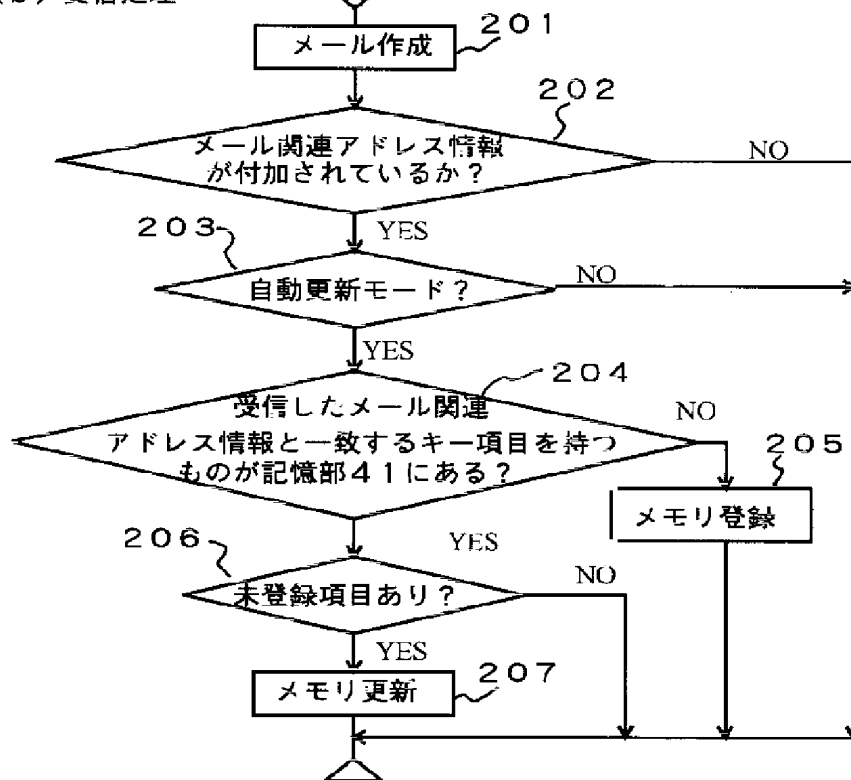 受信処理
201
メール作成
202
メール関連アドレス情報
が付加されているか？
NO
YES
203
自動更新モード？
NO
YES
204
受信したメール関連
アドレス情報と一致するキー項目を持つ
ものが記憶部41にある？
NO
205
メモリ登録
YES
206
未登録項目あり？
NO
YES
207
メモリ更新